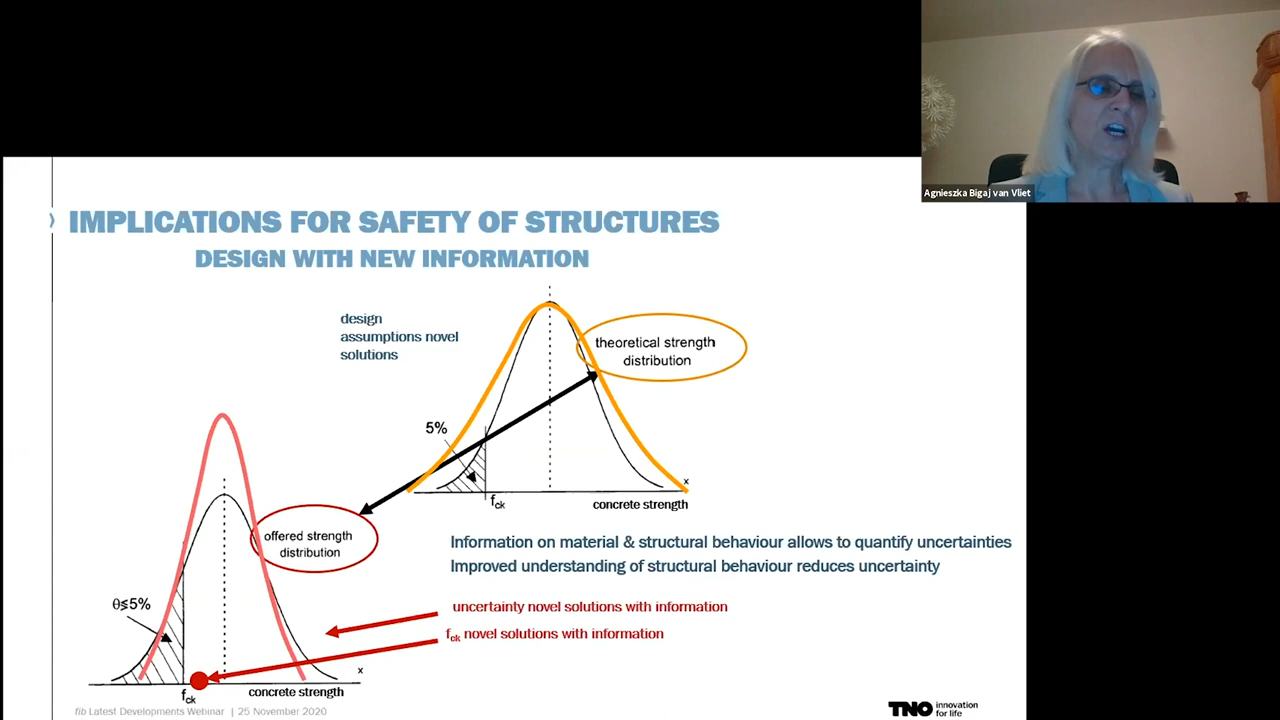 Agnieszka Bigaj van Vliet
IMPLICATIONS FOR SAFETY OF STRUCTURES
DESIGN WITH NEW INFORMATION
design
assumptions novel
solutions
theoretical strength
distribution
5%
x
fck
concrete strength
offered strength
distribution
Information on material & structural behaviour allows to quantify uncertainties
Improved understanding of structural behaviour reduces uncertainty
θ≤5%
uncertainty novel solutions with information
fck novel solutions with information
x
fck
concrete strength
fib Latest Developments Webinar | 25 November 2020
TNO innovation
for life